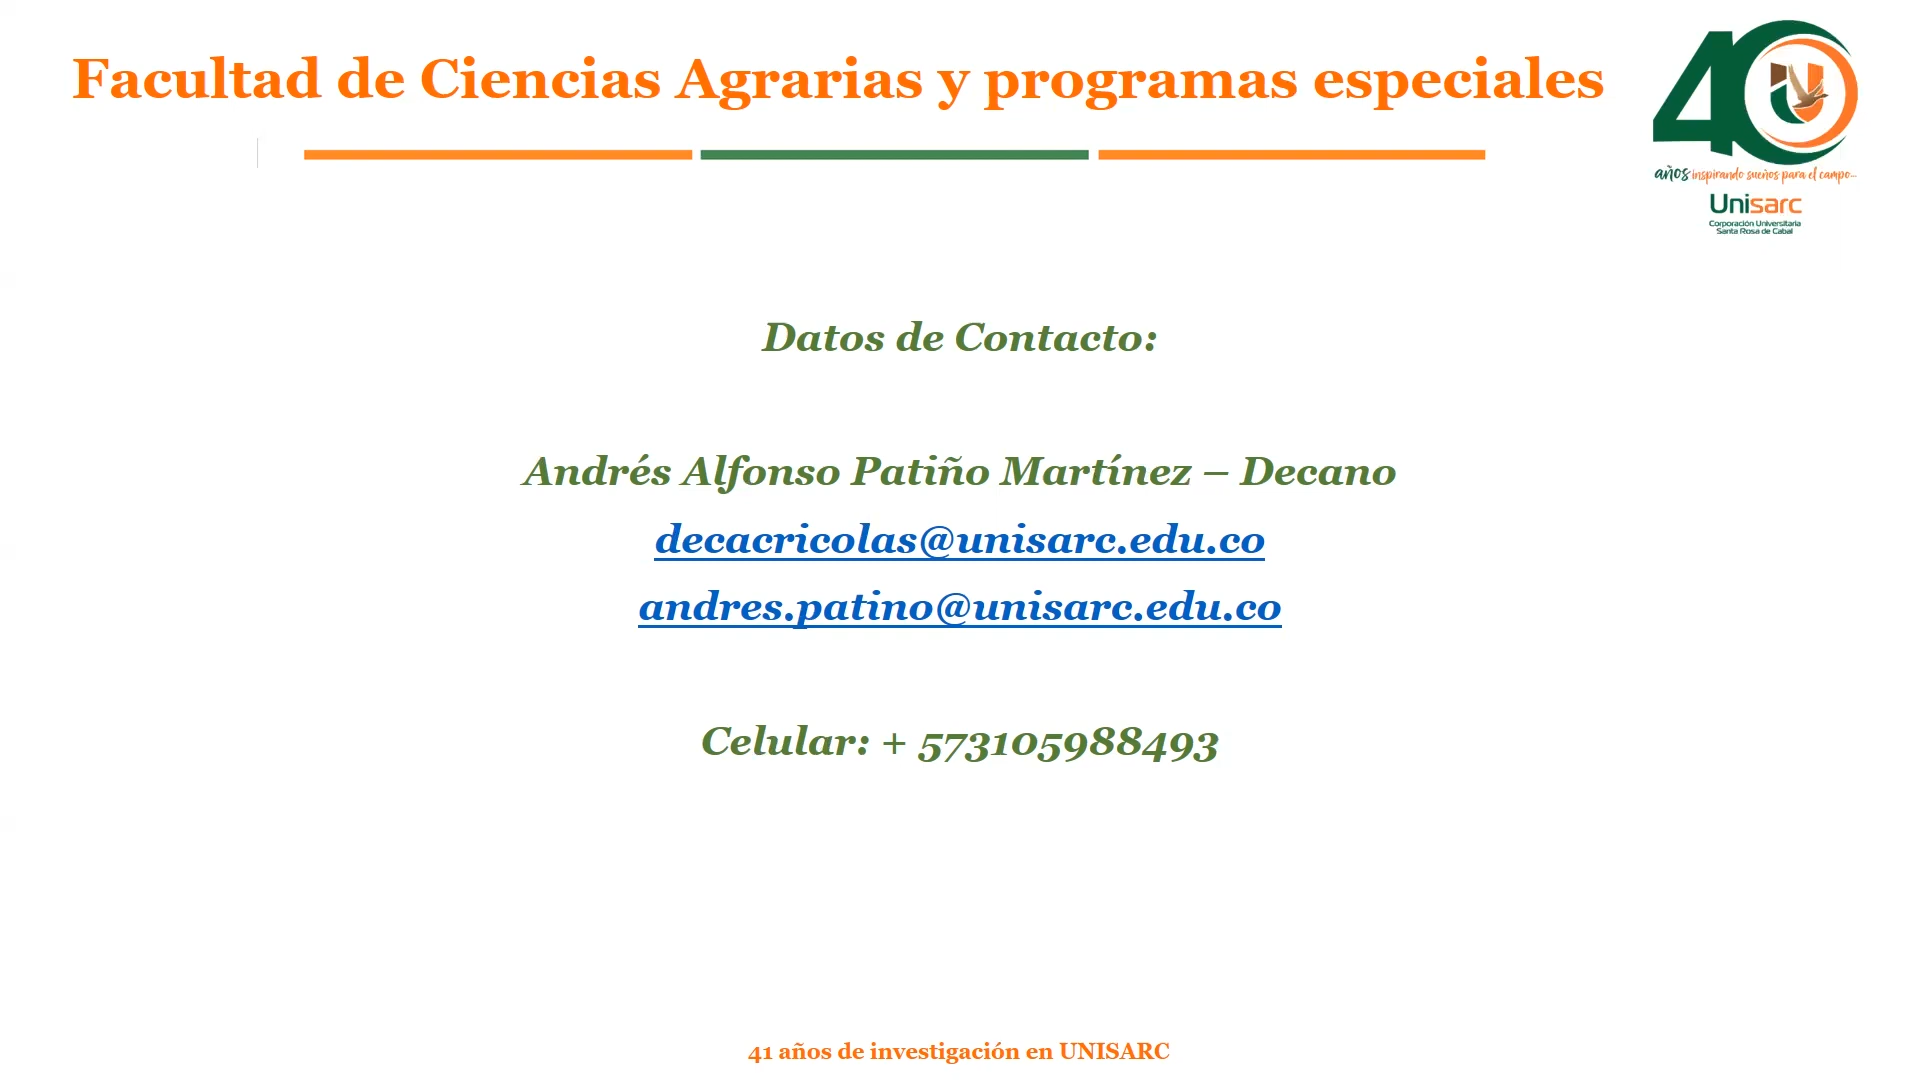 Facultad de Ciencias Agrarias y programas especiales
40
años inspirando sueños para el campo...
Unisarc
Corporación Universitaria
Santa Rosa de Cabal
Datos de Contacto:
Andrés Alfonso Patiño Martínez – Decano
decacricolas@unisarc.edu.co
andres.patino@unisarc.edu.co
Celular: + 573105988493
41 años de investigación en UNISARC